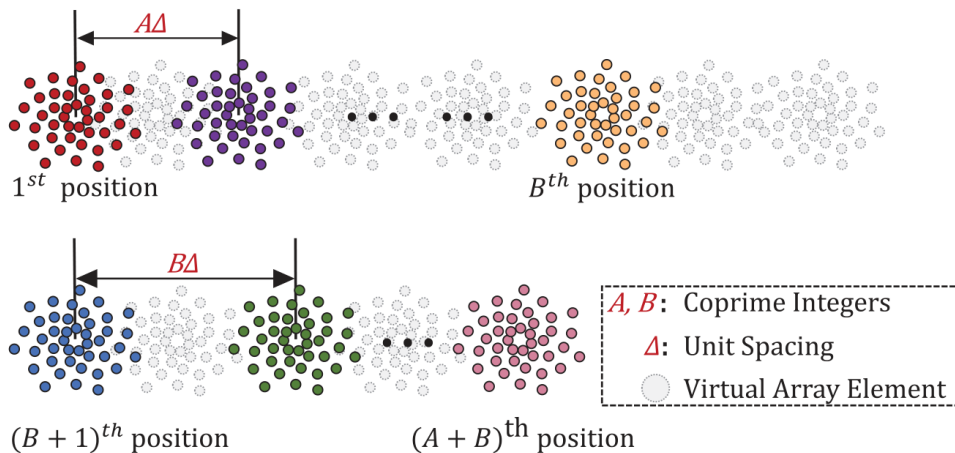 AΔ
1st position
Bth position
BΔ
A, B: Coprime Integers
Δ: Unit Spacing
Virtual Array Element
(B + 1)th position
(A + B)th position